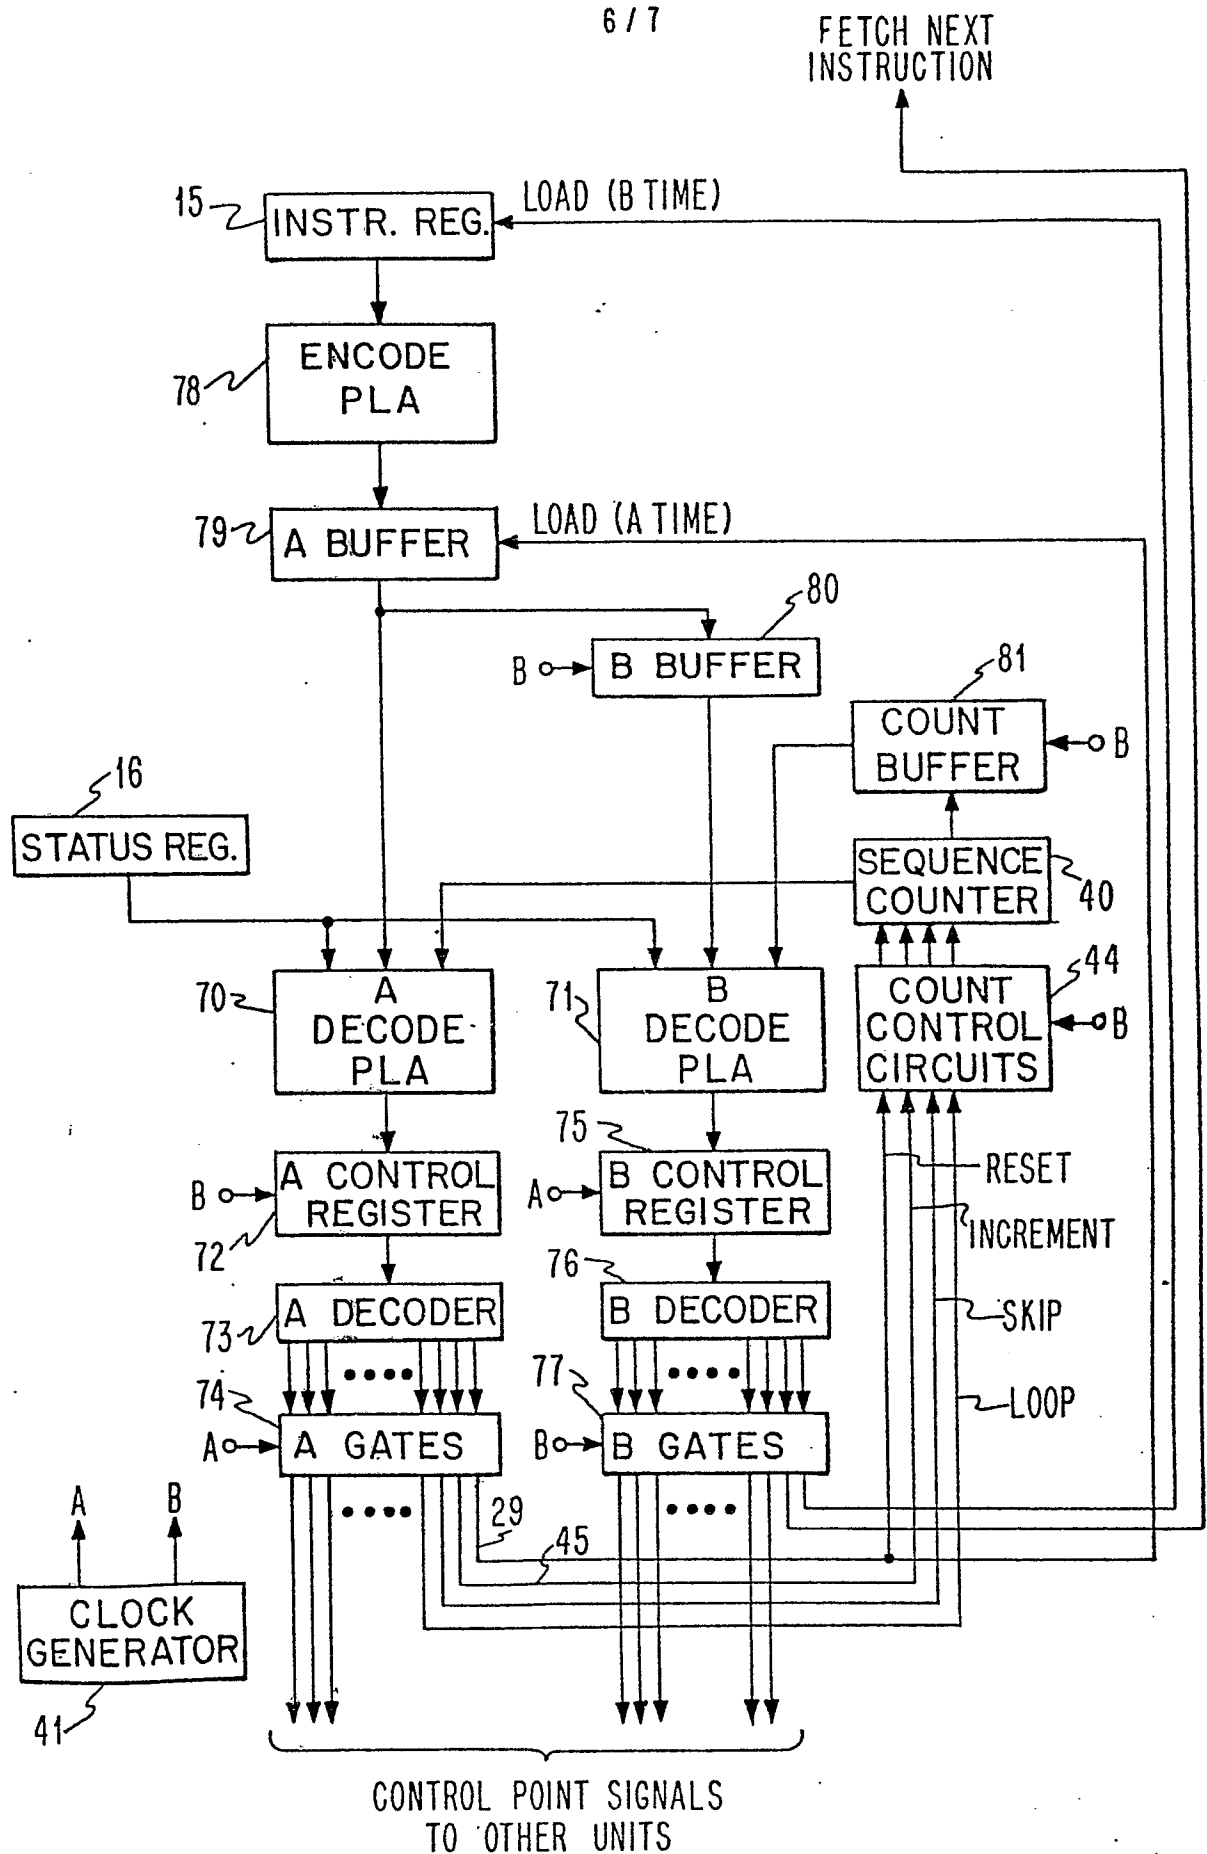 6/7
FETCH NEXT
INSTRUCTION
15
INSTR. REG.
LOAD (B TIME)
78
ENCODE
PLA
79
A BUFFER
LOAD (A TIME)
80
B
B BUFFER
81
COUNT
BUFFER
B
16
STATUS REG.
SEQUENCE
COUNTER
40
70
A
DECODE
PLA
71
B
DECODE
PLA
44
COUNT
CONTROL
CIRCUITS
B
75
B
A CONTROL
REGISTER
72
A
B CONTROL
REGISTER
RESET
INCREMENT
SKIP
LOOP
76
73
A DECODER
B DECODER
74
77
A
A GATES
B
B GATES
29
45
A
B
CLOCK
GENERATOR
41
CONTROL POINT SIGNALS
TO OTHER UNITS